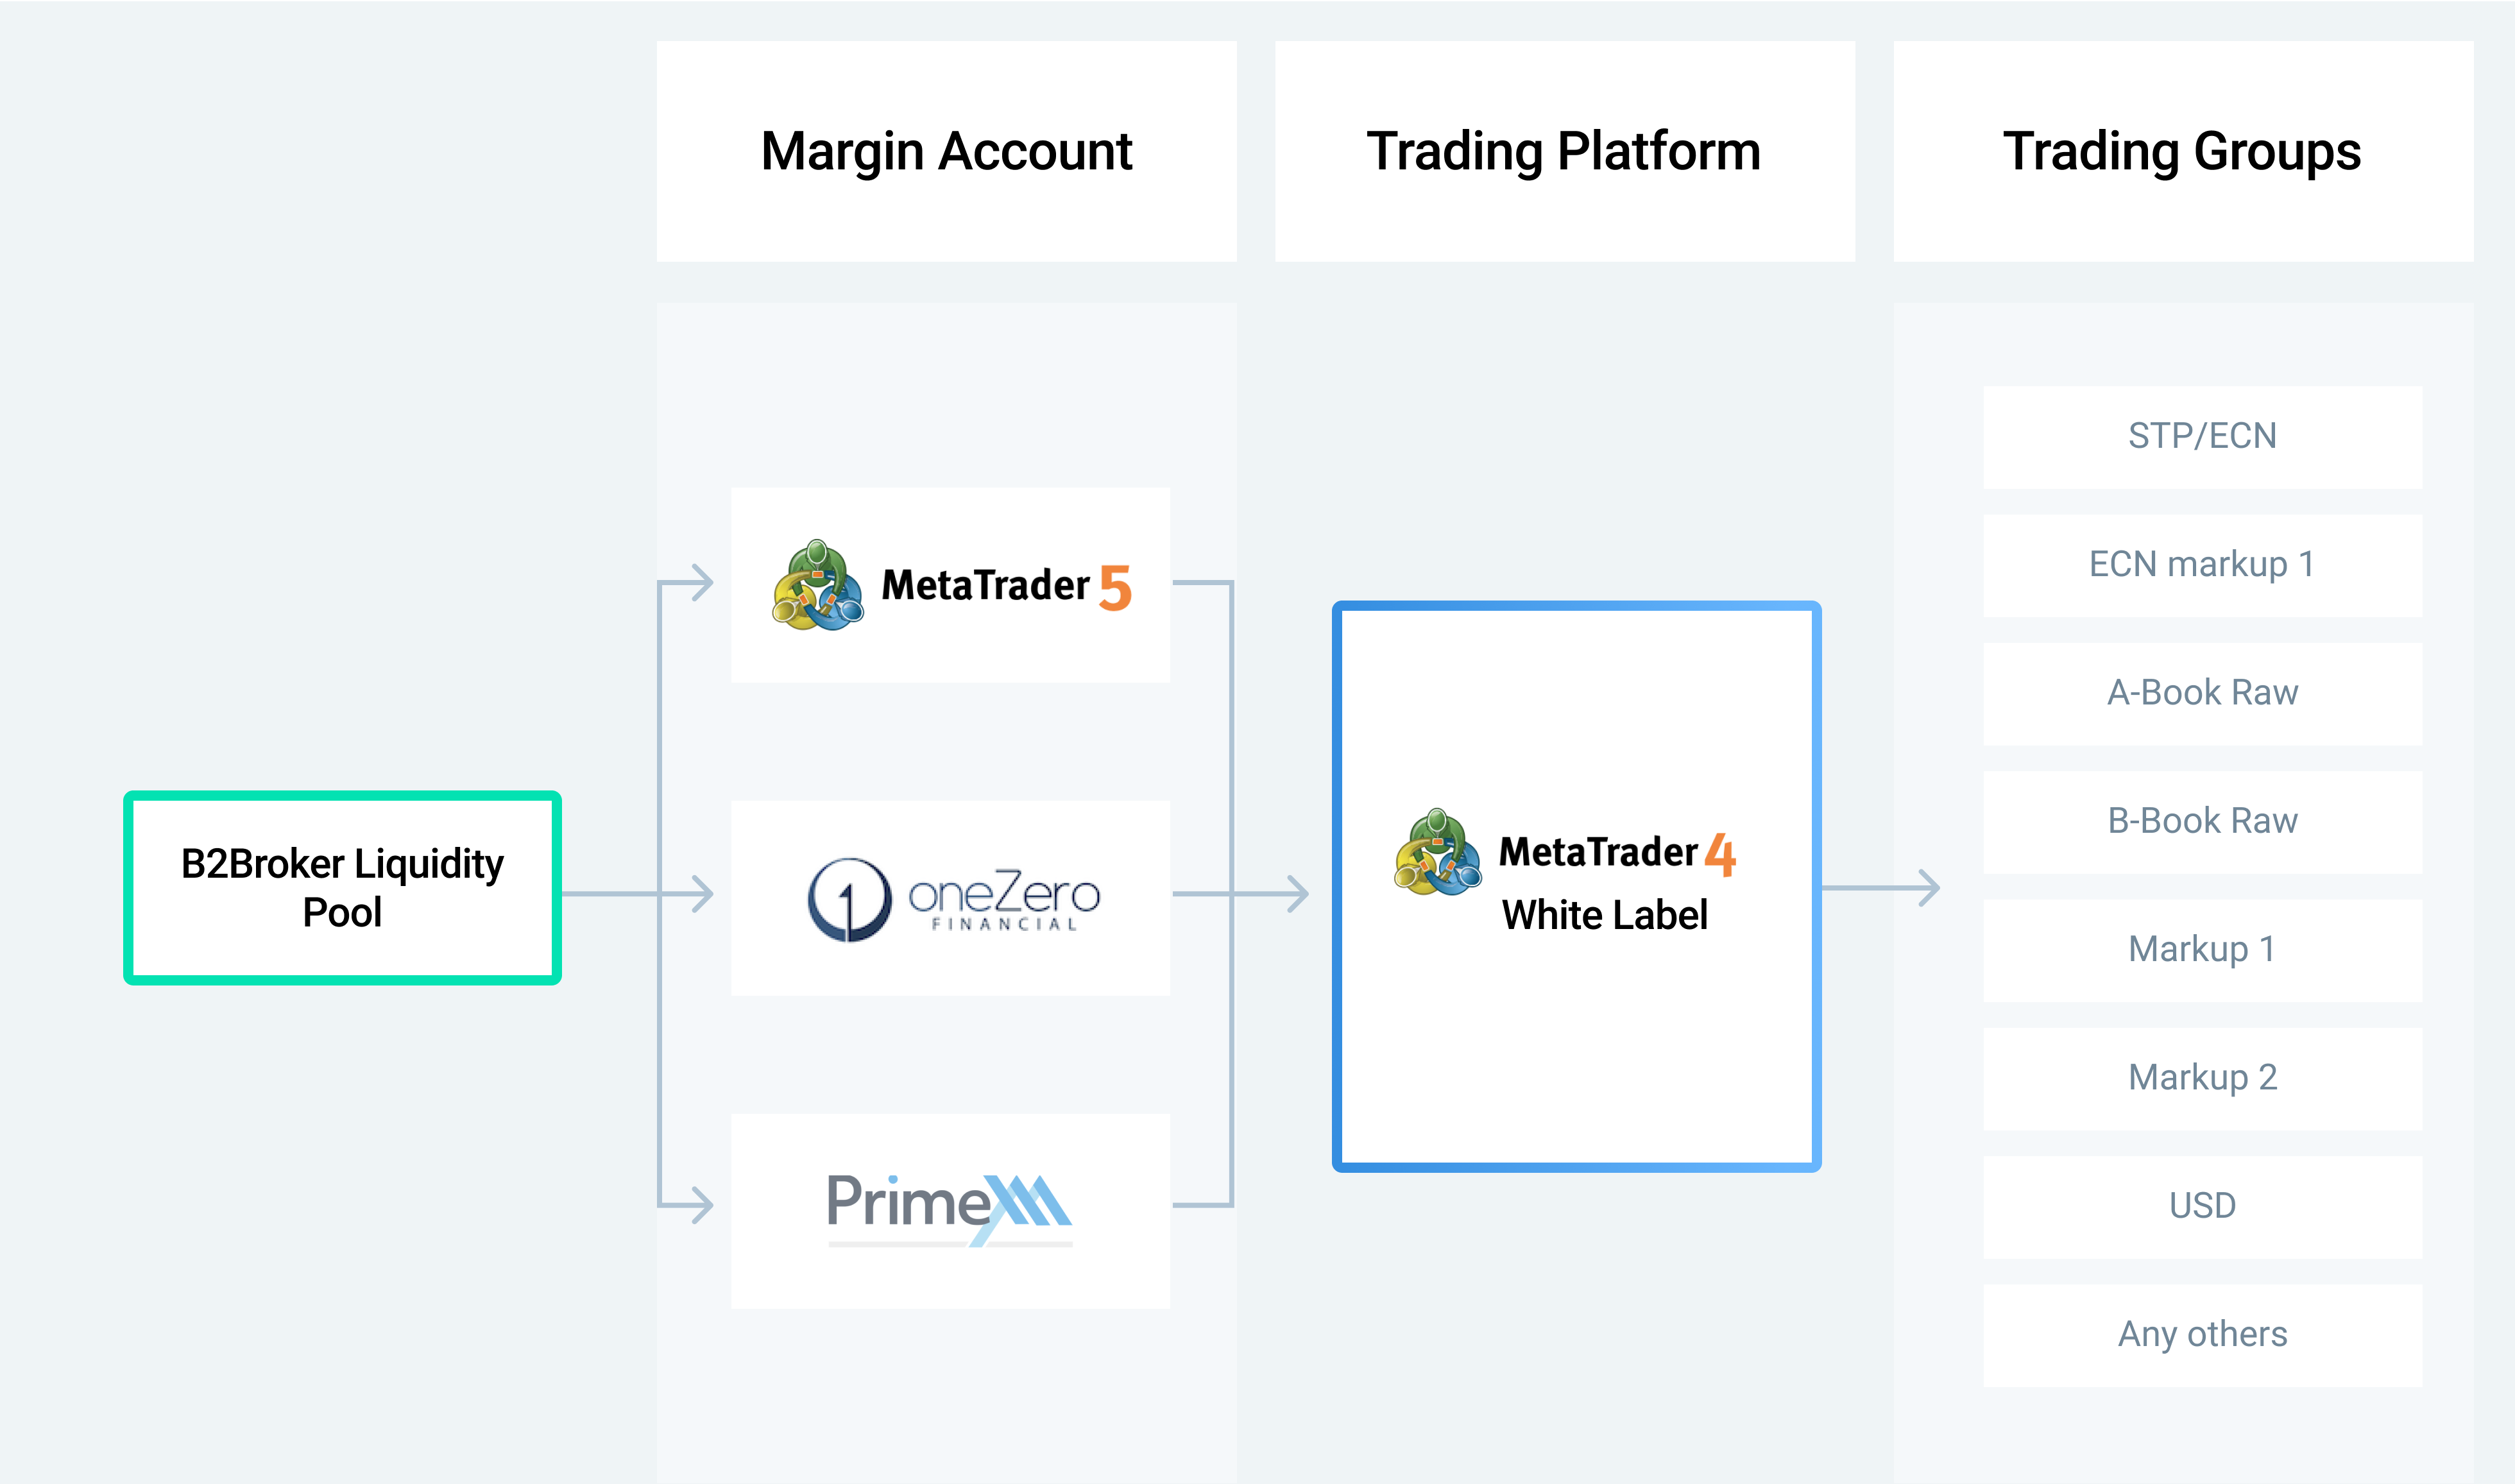 Margin Account
Trading Platform
Trading Groups
B2Broker Liquidity
Pool
MetaTrader 5
oneZero
FINANCIAL
PrimeXM
MetaTrader 4
White Label
STP/ECN
ECN markup 1
A-Book Raw
B-Book Raw
Markup 1
Markup 2
USD
Any others